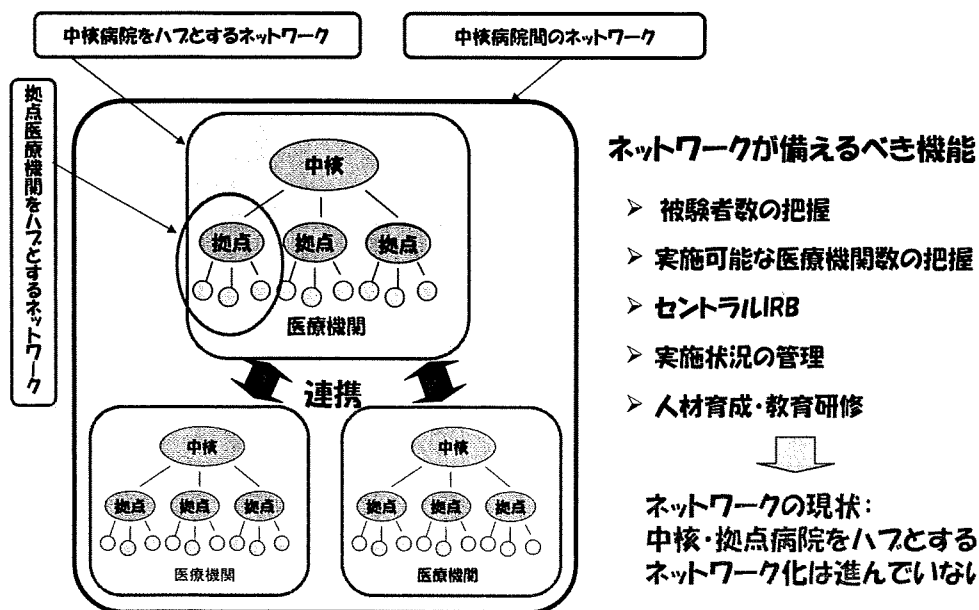 中核病院をハブとするネットワーク
中核病院間のネットワーク
拠点医療機関をハブとするネットワーク
中核
拠点
拠点
拠点
医療機関
連携
中核
拠点
拠点
拠点
医療機関
中核
拠点
拠点
拠点
医療機関
ネットワークが備えるべき機能
➢ 被験者数の把握
➢ 実施可能な医療機関数の把握
➢ セントラルIRB
➢ 実施状況の管理
➢ 人材育成・教育研修
ネットワークの現状：
中核・拠点病院をハブとする
ネットワーク化は進んでいない